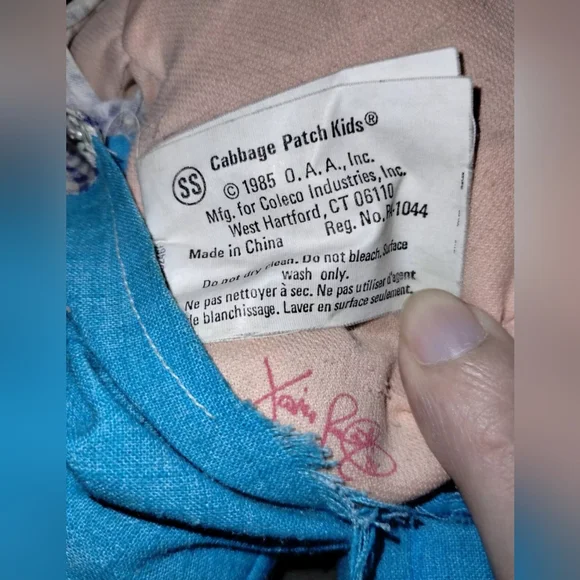 SS
Cabbage Patch Kids®
© 1985 O. A. A., Inc.
Mfg. for Coleco Industries, Inc.
West Hartford, CT 06110
Made in China Reg. No. 1044
Do not dry clean. Do not bleach. Surface
wash only.
Ne pas nettoyer à sec. Ne pas utiliser d'agent
de blanchissage. Laver en surface seulement.